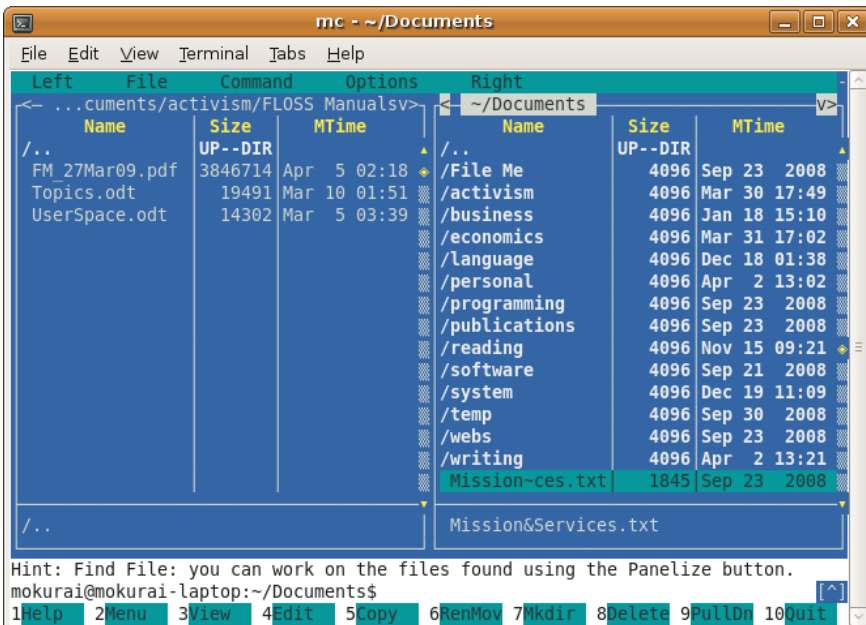 mc - ~/Documents
File Edit View Terminal Tabs Help
Left File Command Options Right
<— ...cuments/activism/FLOSS Manualsv> <— ~/Documents v>
Name Size MTime Name Size MTime
/.. UP--DIR /.. UP--DIR
FM_27Mar09.pdf 3846714 Apr 5 02:18 /File Me 4096 Sep 23 2008
Topics.odt 19491 Mar 10 01:51 /activism 4096 Mar 30 17:49
UserSpace.odt 14302 Mar 5 03:39 /business 4096 Jan 18 15:10
/economics 4096 Mar 31 17:02
/language 4096 Dec 18 01:38
/personal 4096 Apr 2 13:02
/programming 4096 Sep 23 2008
/publications 4096 Sep 23 2008
/reading 4096 Nov 15 09:21
/software 4096 Sep 21 2008
/system 4096 Dec 19 11:09
/temp 4096 Sep 30 2008
/webs 4096 Sep 23 2008
/writing 4096 Apr 2 13:21
Mission~ces.txt 1845 Sep 23 2008
/.. Mission&Services.txt
Hint: Find File: you can work on the files found using the Panelize button.
mokurai@mokurai-laptop:~/Documents$ [^]
1Help 2Menu 3View 4Edit 5Copy 6RenMov 7Mkdir 8Delete 9PullDn 10Quit